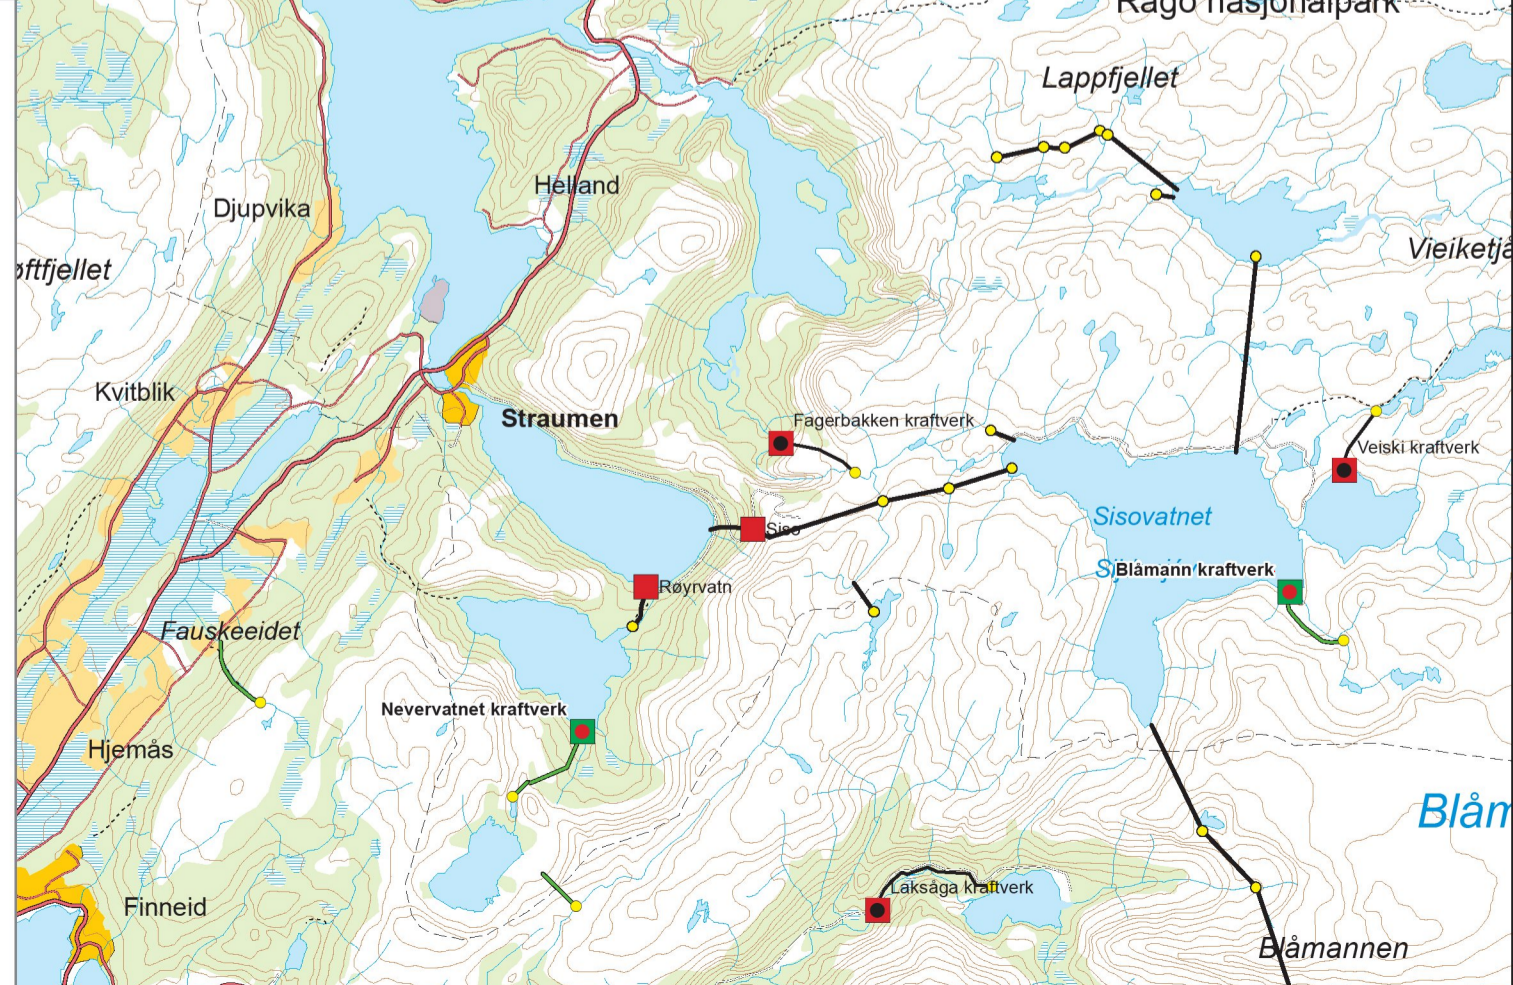 Rago nasjonalpark
Lappfjellet
Helland
Djupvika
øftfjellet
Vieiketjå
Kvitblik
Straumen
Fagerbakken kraftverk
Veiski kraftverk
Sisovatnet
Siso
Blåmann kraftverk
Røyrvatn
Fauskeeidet
Nevervatnet kraftverk
Hjemås
Blåm
Laksåga kraftverk
Finneid
Blåmannen